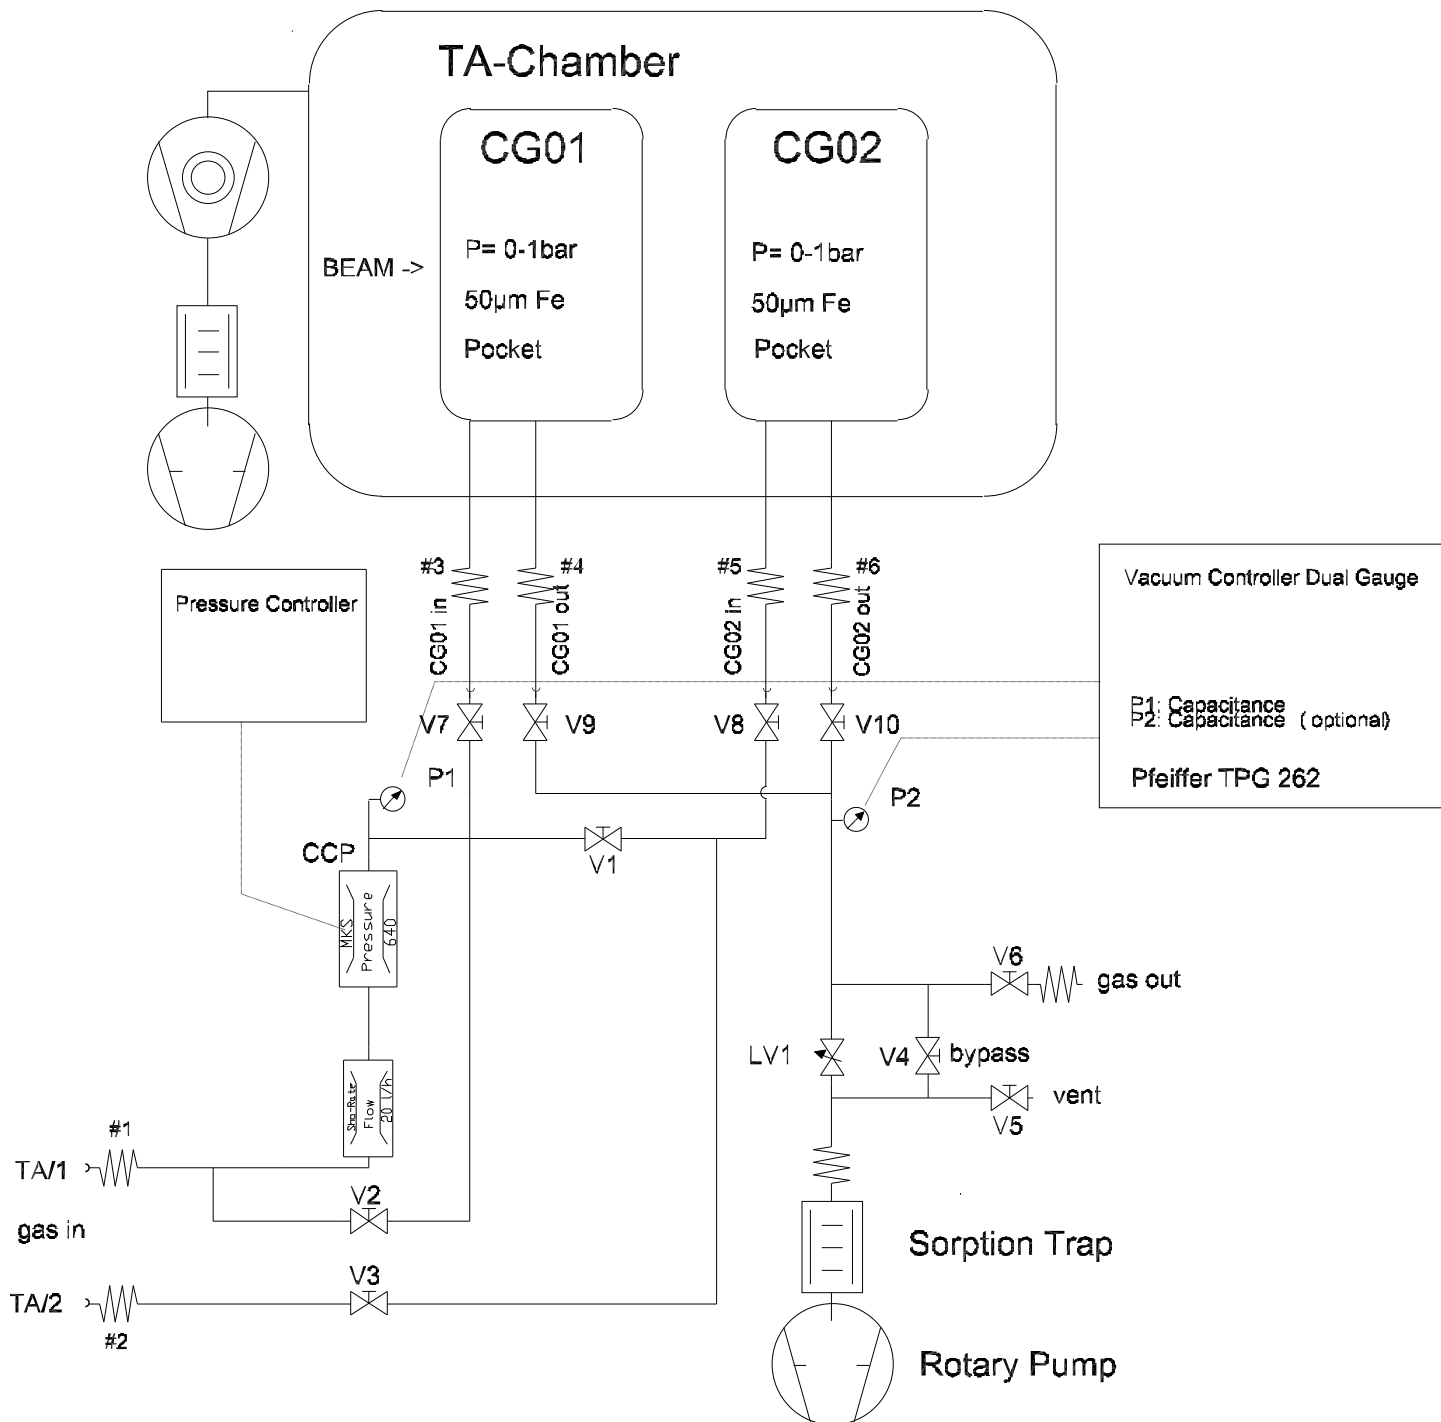 TA-Chamber
CG01
CG02
P= 0-1bar
50µm Fe
Pocket
P= 0-1bar
50µm Fe
Pocket
BEAM ->
#3
#4
#5
#6
CG01 in
CG01 out
CG02 in
CG02 out
Pressure Controller
Vacuum Controller Dual Gauge
P1: Capacitance
P2: Capacitance ( optional)
Pfeiffer TPG 262
V7
V9
V8
V10
P1
P2
CCP
V1
MKS
Pressure
640
V6
gas out
LV1
V4
bypass
V5
vent
Sho-Rate
Flow
20 l/h
#1
TA/1
V2
gas in
V3
TA/2
#2
Sorption Trap
Rotary Pump